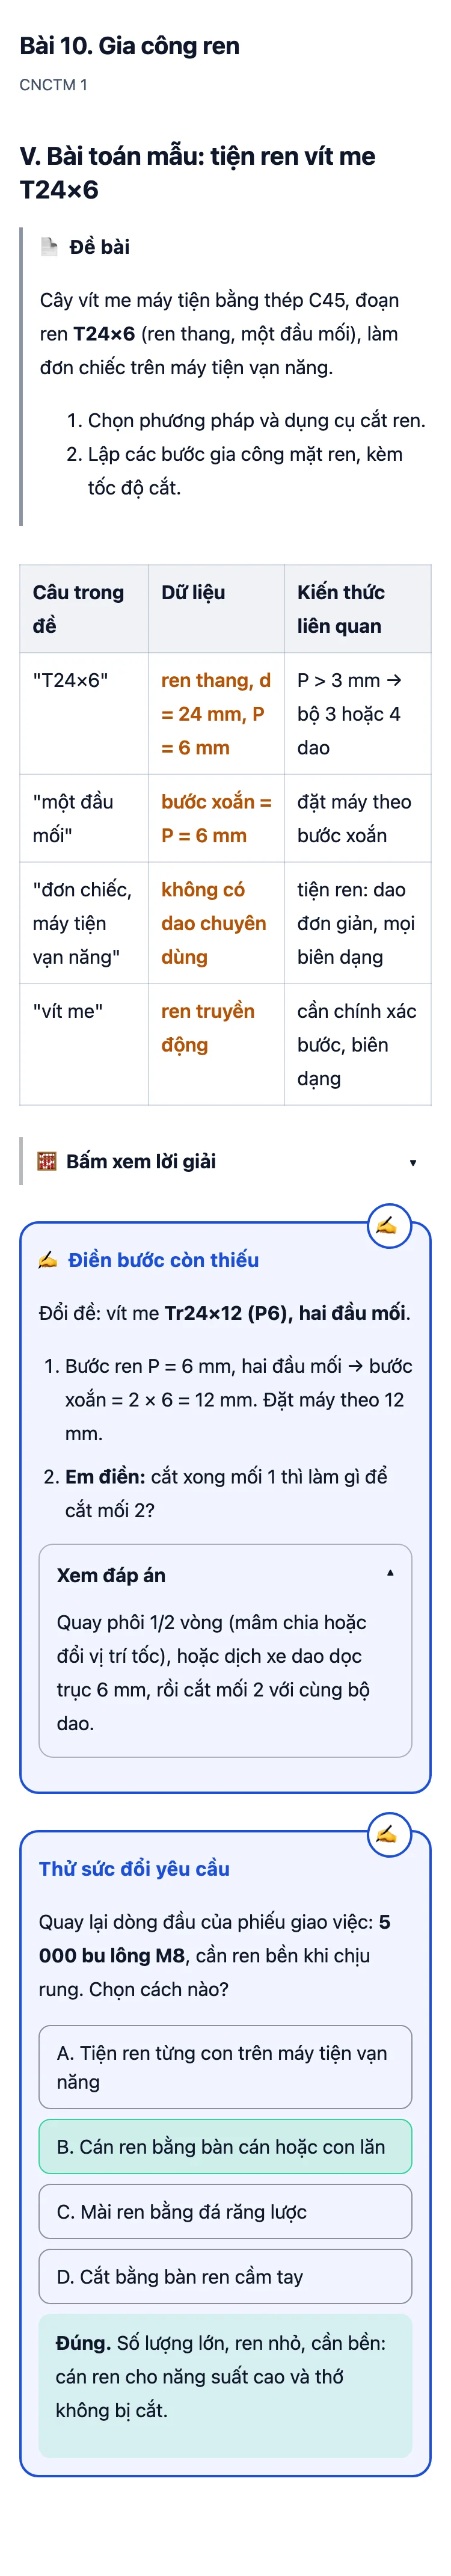 Bài 10. Gia công ren
CNCTM 1
V. Bài toán mẫu: tiện ren vít me
T24×6
Đề bài
Cây vít me máy tiện bằng thép C45, đoạn
ren T24×6 (ren thang, một đầu mối), làm
đơn chiếc trên máy tiện vạn năng.
1. Chọn phương pháp và dụng cụ cắt ren.
2. Lập các bước gia công mặt ren, kèm
tốc độ cắt.
Câu trong
đề
Dữ liệu
Kiến thức
liên quan
"T24×6"
ren thang, d
= 24 mm, P
= 6 mm
P > 3 mm →
bộ 3 hoặc 4
dao
"một đầu
mối"
bước xoắn =
P = 6 mm
đặt máy theo
bước xoắn
"đơn chiếc,
máy tiện
vạn năng"
không có
dao chuyên
dùng
tiện ren: dao
đơn giản, mọi
biên dạng
"vít me"
ren truyền
động
cần chính xác
bước, biên
dạng
Bấm xem lời giải
Điền bước còn thiếu
Đổi đề: vít me Tr24×12 (P6), hai đầu mối.
1. Bước ren P = 6 mm, hai đầu mối → bước
xoắn = 2 × 6 = 12 mm. Đặt máy theo 12
mm.
2. Em điền: cắt xong mối 1 thì làm gì để
cắt mối 2?
Xem đáp án
Quay phôi 1/2 vòng (mâm chia hoặc
đổi vị trí tốc), hoặc dịch xe dao dọc
trục 6 mm, rồi cắt mối 2 với cùng bộ
dao.
Thử sức đổi yêu cầu
Quay lại dòng đầu của phiếu giao việc: 5
000 bu lông M8, cần ren bền khi chịu
rung. Chọn cách nào?
A. Tiện ren từng con trên máy tiện vạn
năng
B. Cán ren bằng bàn cán hoặc con lăn
C. Mài ren bằng đá răng lược
D. Cắt bằng bàn ren cầm tay
Đúng. Số lượng lớn, ren nhỏ, cần bền:
cán ren cho năng suất cao và thớ
không bị cắt.